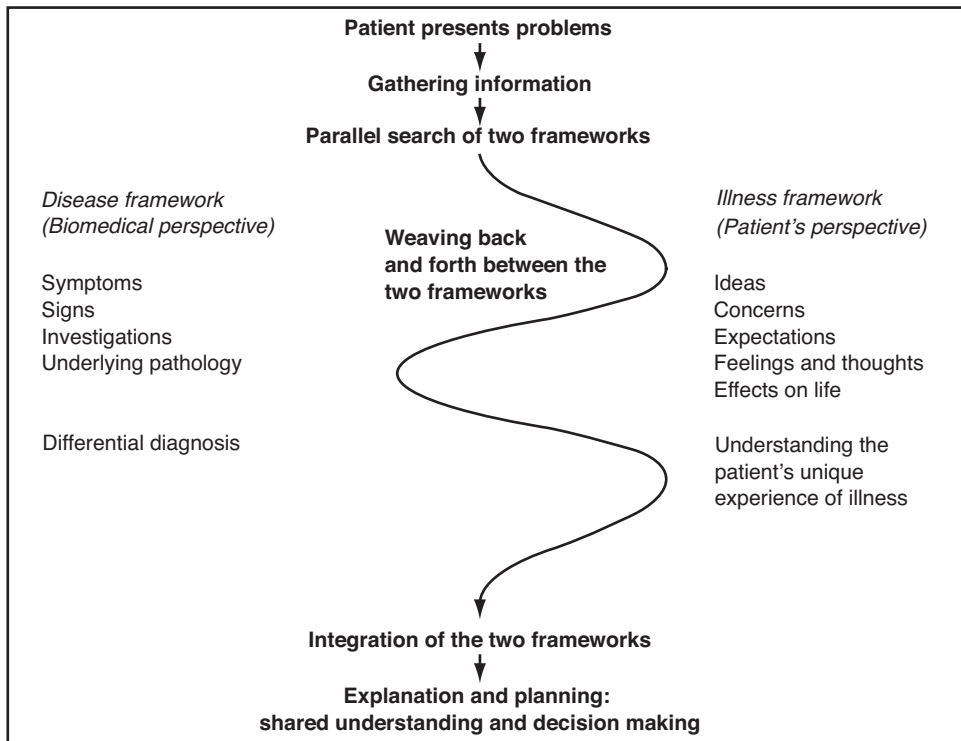 Patient presents problems
Gathering information
Parallel search of two frameworks
Disease framework
(Biomedical perspective)
Symptoms
Signs
Investigations
Underlying pathology
Differential diagnosis
Weaving back
and forth between the
two frameworks
Illness framework
(Patient’s perspective)
Ideas
Concerns
Expectations
Feelings and thoughts
Effects on life
Understanding the
patient’s unique
experience of illness
Integration of the two frameworks
Explanation and planning:
shared understanding and decision making